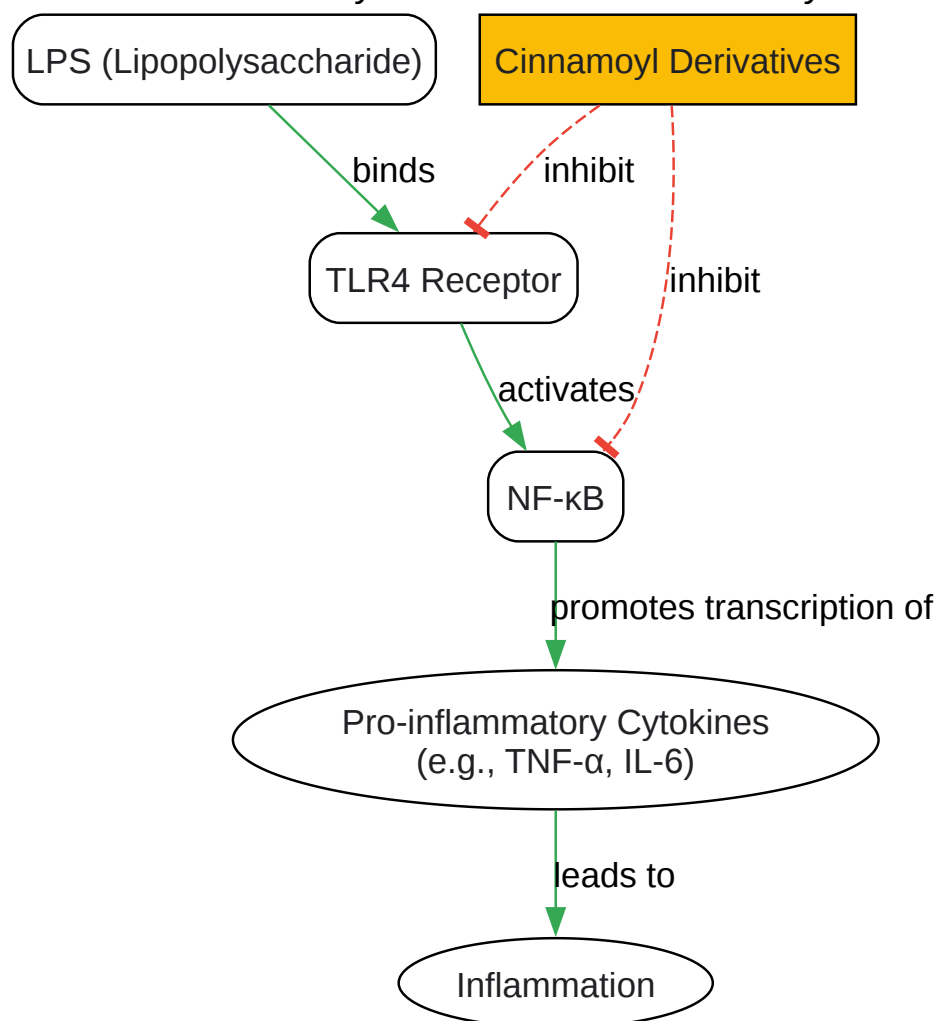 LPS (Lipopolysaccharide)
Cinnamoyl Derivatives
binds
inhibit
TLR4 Receptor
inhibit
activates
NF-κB
promotes transcription of
Pro-inflammatory Cytokines
(e.g., TNF-α, IL-6)
leads to
Inflammation